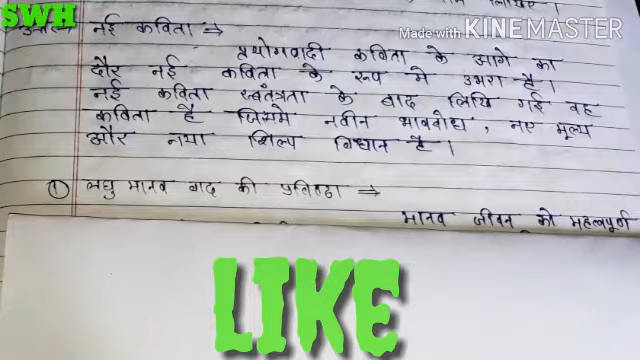 SWH
Made with KINEMASTER
नई कविता ⇒
प्रयोगवादी कविता के आगे का
दौर नई कविता के रूप मे उभरा है।
नई कविता स्वतंत्रता के बाद लिखि गई वह
कविता है जिसमे नवीन भावबोध, नए मूल्य
और नया शिल्प विधान है।
① लघु मानव वाद की प्रतिष्ठा ⇒
मानव जीवन को महत्वपूर्ण
LIKE